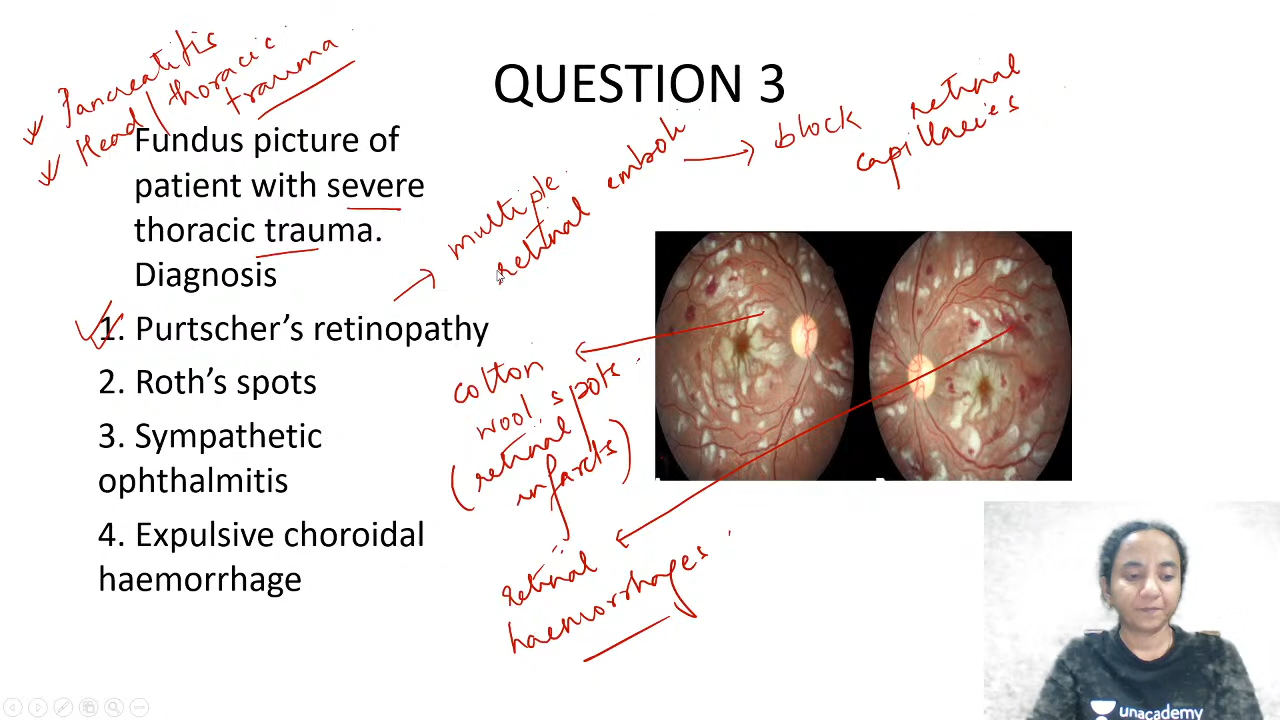 * Pancreatitis
* Head / thoracic
trauma
QUESTION 3
Fundus picture of
patient with severe
thoracic trauma.
Diagnosis
1. Purtscher's retinopathy
2. Roth's spots
3. Sympathetic
ophthalmitis
4. Expulsive choroidal
haemorrhage
multiple
retinal emboli
block retinal
capillaries
cotton
wool spots
(retinal
infarcts)
retinal
haemorrhages
unacademy